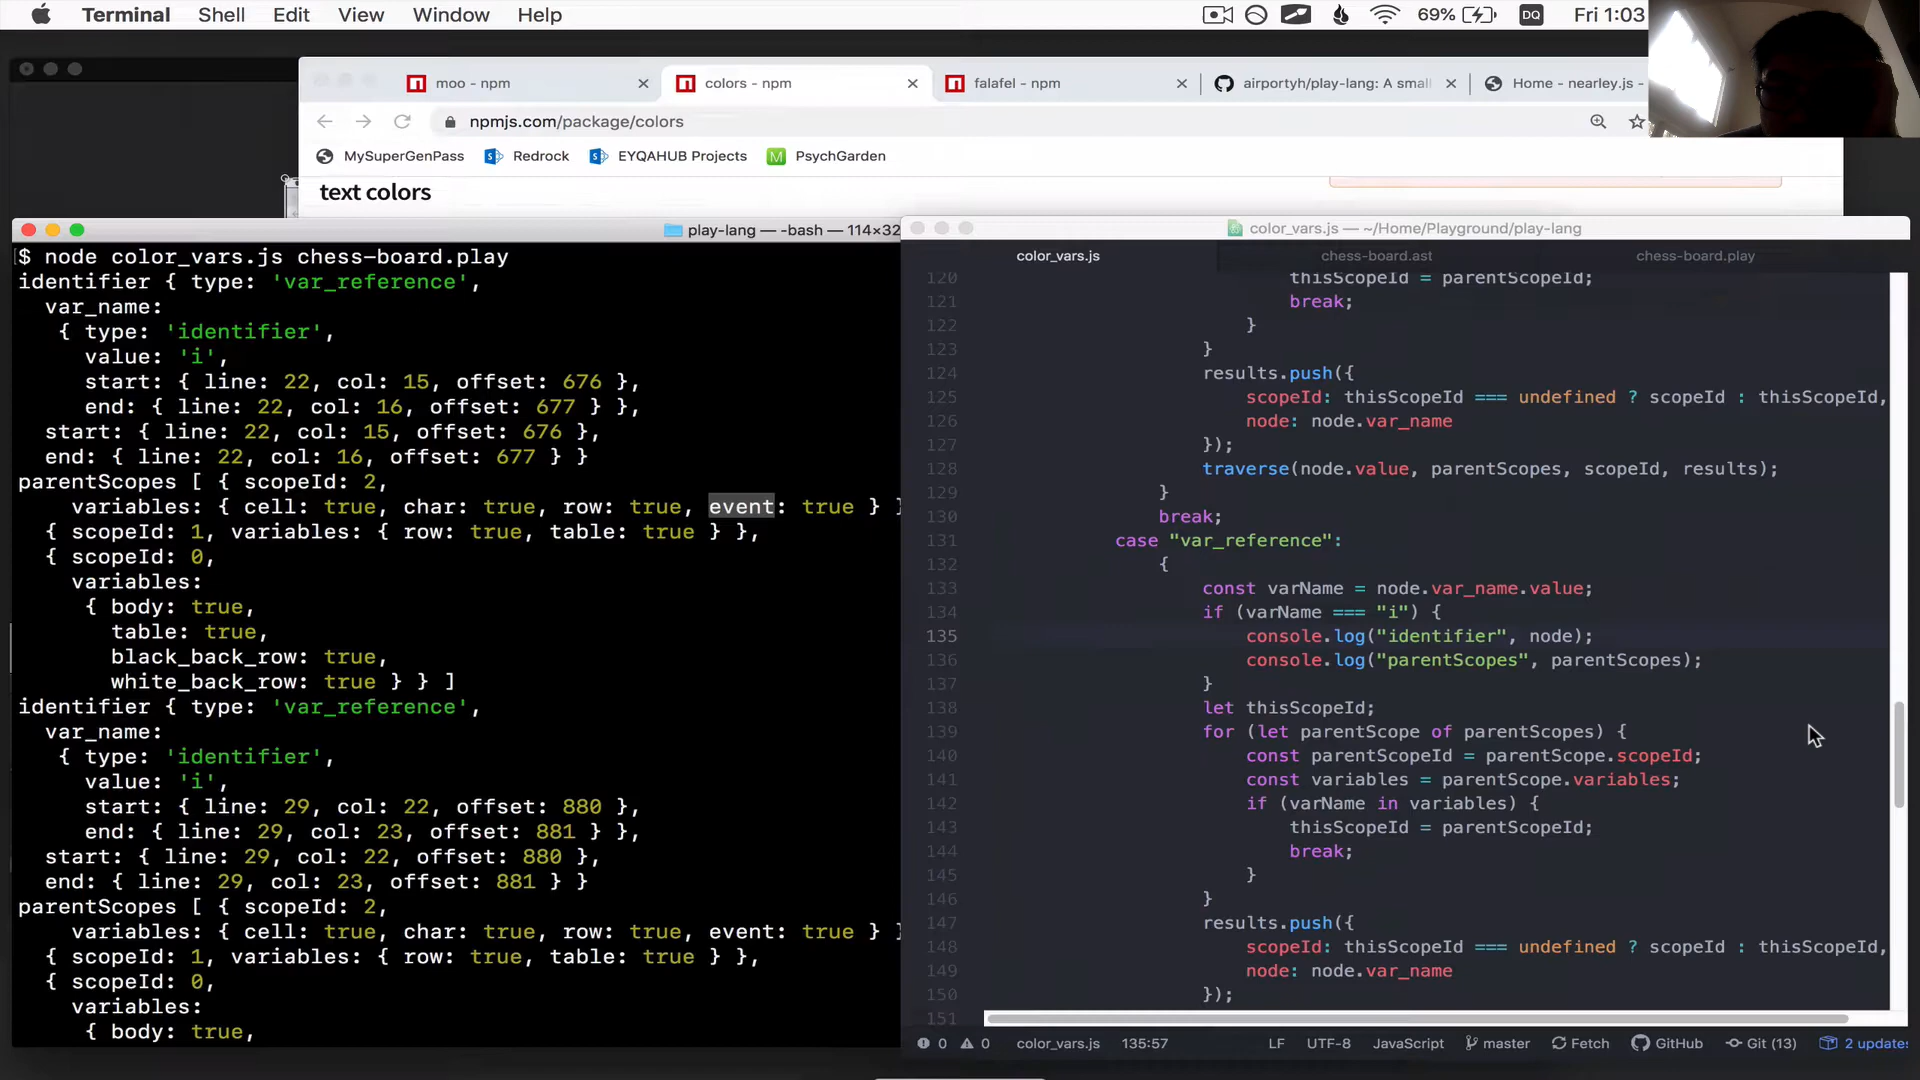 Terminal Shell Edit View Window Help 69% DQ Fri 1:03
moo - npm colors - npm falafel - npm airportyh/play-lang: A small Home - nearley.js -
npmjs.com/package/colors
MySuperGenPass Redrock EYQAHUB Projects PsychGarden
text colors
play-lang — -bash — 114×32
$ node color_vars.js chess-board.play
identifier { type: 'var_reference',
var_name:
{ type: 'identifier',
value: 'i',
start: { line: 22, col: 15, offset: 676 },
end: { line: 22, col: 16, offset: 677 } },
start: { line: 22, col: 15, offset: 676 },
end: { line: 22, col: 16, offset: 677 } }
parentScopes [ { scopeId: 2,
variables: { cell: true, char: true, row: true, event: true } }
{ scopeId: 1, variables: { row: true, table: true } },
{ scopeId: 0,
variables:
{ body: true,
table: true,
black_back_row: true,
white_back_row: true } } ]
identifier { type: 'var_reference',
var_name:
{ type: 'identifier',
value: 'i',
start: { line: 29, col: 22, offset: 880 },
end: { line: 29, col: 23, offset: 881 } },
start: { line: 29, col: 22, offset: 880 },
end: { line: 29, col: 23, offset: 881 } }
parentScopes [ { scopeId: 2,
variables: { cell: true, char: true, row: true, event: true } }
{ scopeId: 1, variables: { row: true, table: true } },
{ scopeId: 0,
variables:
{ body: true,
color_vars.js — ~/Home/Playground/play-lang
color_vars.js chess-board.ast chess-board.play
120 thisScopeId = parentScopeId;
121 break;
122 }
123 }
124 results.push({
125 scopeId: thisScopeId === undefined ? scopeId : thisScopeId,
126 node: node.var_name
127 });
128 traverse(node.value, parentScopes, scopeId, results);
129 }
130 break;
131 case "var_reference":
132 {
133 const varName = node.var_name.value;
134 if (varName === "i") {
135 console.log("identifier", node);
136 console.log("parentScopes", parentScopes);
137 }
138 let thisScopeId;
139 for (let parentScope of parentScopes) {
140 const parentScopeId = parentScope.scopeId;
141 const variables = parentScope.variables;
142 if (varName in variables) {
143 thisScopeId = parentScopeId;
144 break;
145 }
146 }
147 results.push({
148 scopeId: thisScopeId === undefined ? scopeId : thisScopeId,
149 node: node.var_name
150 });
151
0 0 color_vars.js 135:57 LF UTF-8 JavaScript master Fetch GitHub Git (13) 2 updates